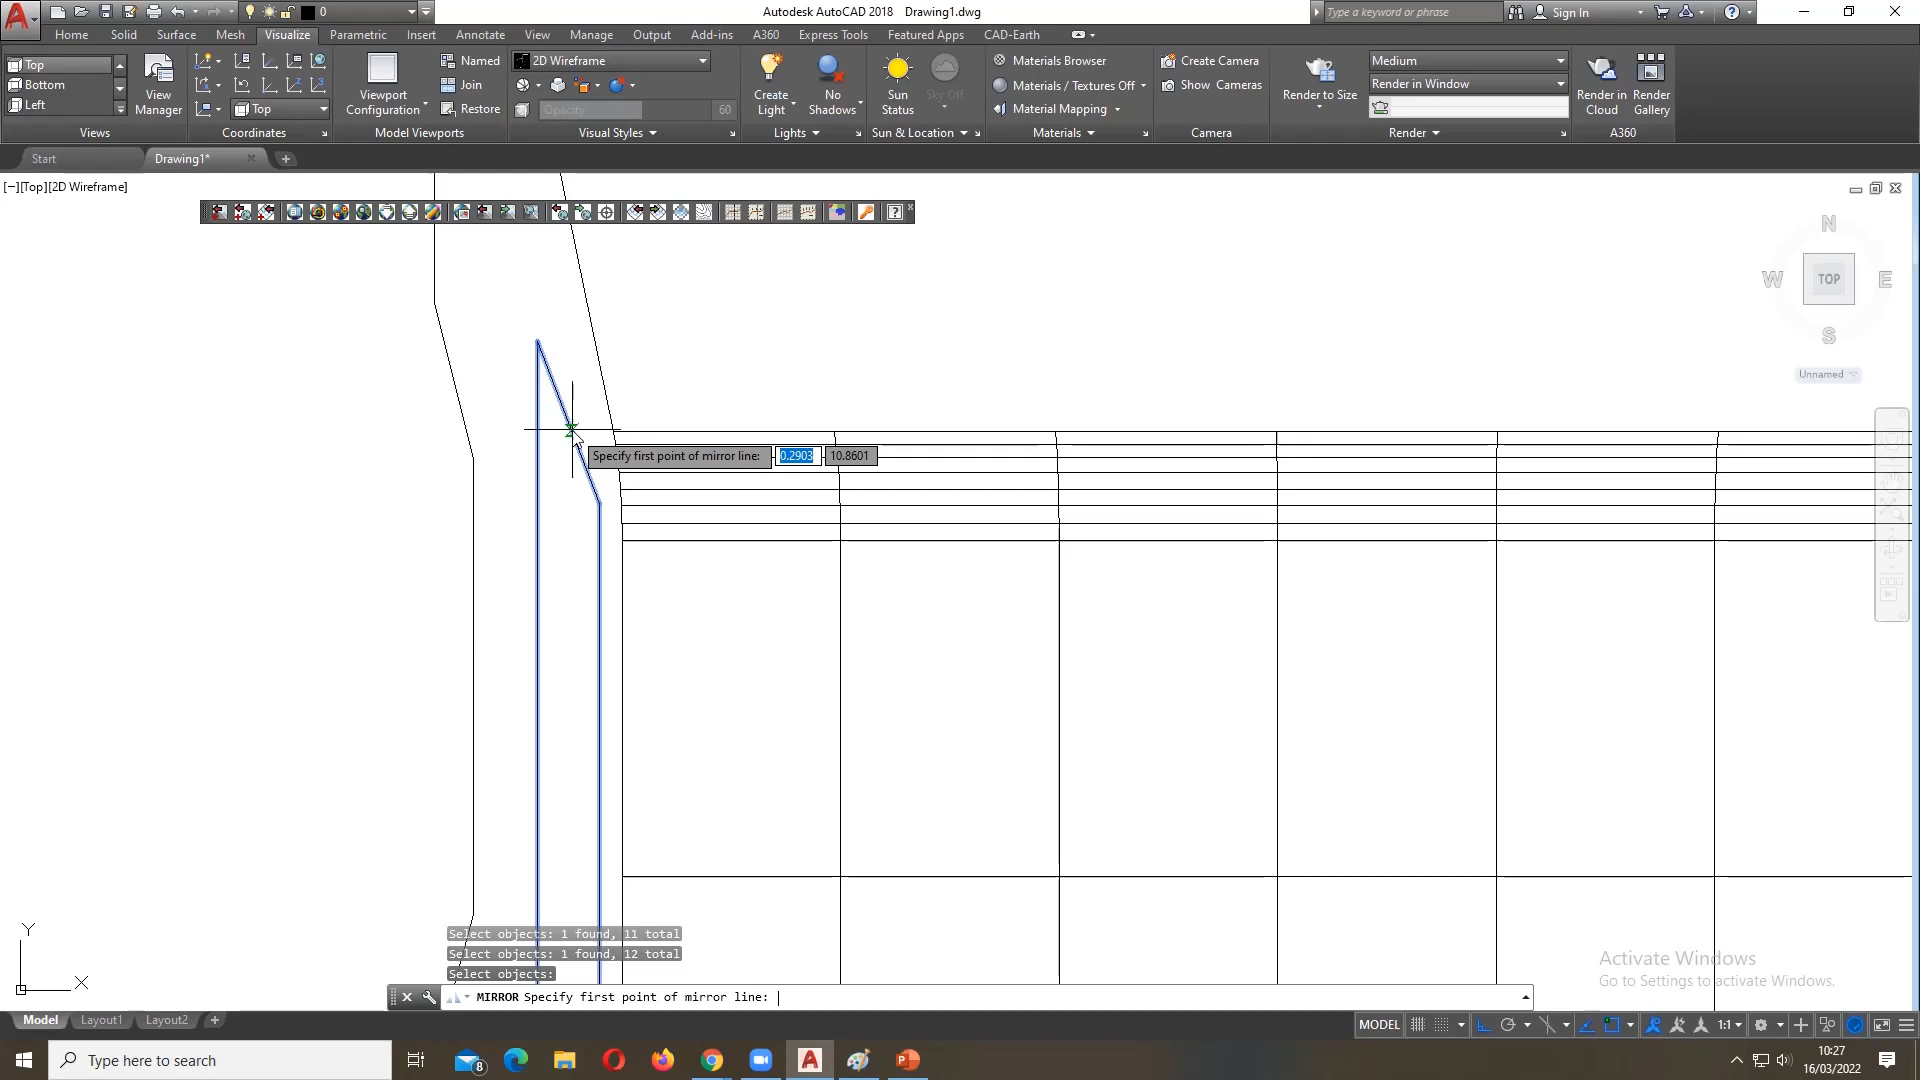 Autodesk AutoCAD 2018 Drawing1.dwg
Type a keyword or phrase
Sign In
0
Home Solid Surface Mesh Visualize Parametric Insert Annotate View Manage Output Add-ins A360 Express Tools Featured Apps CAD-Earth
Top
Bottom
Left
View
Manager
Top
Viewport
Configuration
Named
Join
Restore
2D Wireframe
Opacity 60
Create
Light
No
Shadows
Sun
Status
Sky Off
Materials Browser
Materials / Textures Off
Material Mapping
Create Camera
Show Cameras
Render to Size
Medium
Render in Window
Render in
Cloud
Render
Gallery
Views Coordinates Model Viewports Visual Styles Lights Sun & Location Materials Camera Render A360
Start Drawing1*
[−][Top][2D Wireframe]
N
W TOP E
S
Unnamed
Specify first point of mirror line: 0.2903 10.8601
Y
X
Select objects: 1 found, 11 total
Select objects: 1 found, 12 total
Select objects:
MIRROR Specify first point of mirror line:
Activate Windows
Go to Settings to activate Windows.
Model Layout1 Layout2
MODEL 1:1
Type here to search
8
10:27
16/03/2022